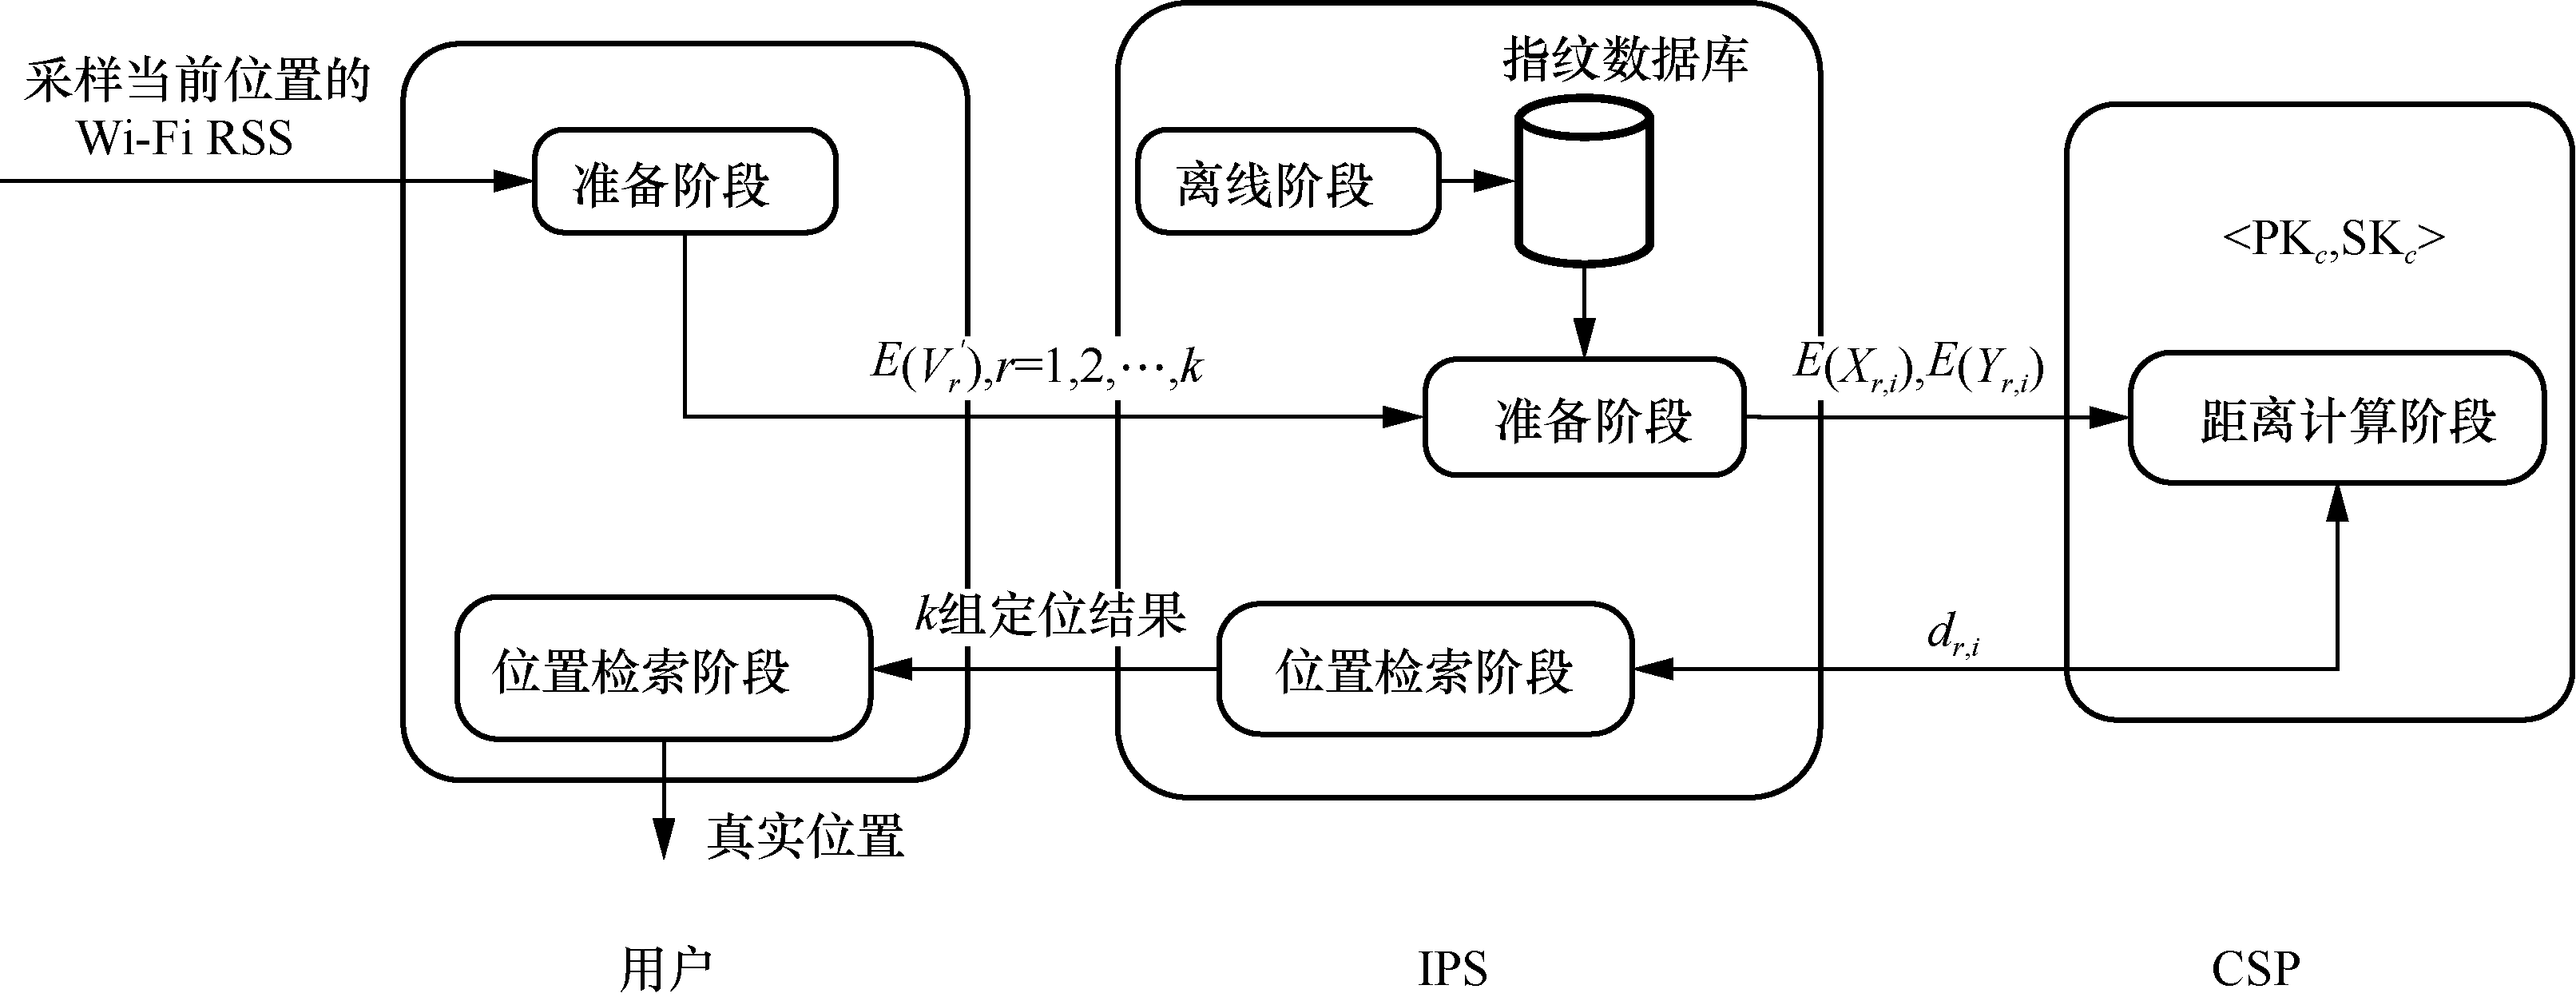 采样当前位置的
Wi-Fi RSS
准备阶段
指纹数据库
离线阶段
<PKc,SKc>
E(Vr′),r=1,2,⋯,k
准备阶段
E(Xr,i),E(Yr,i)
距离计算阶段
位置检索阶段
k组定位结果
位置检索阶段
dr,i
真实位置
用户
IPS
CSP